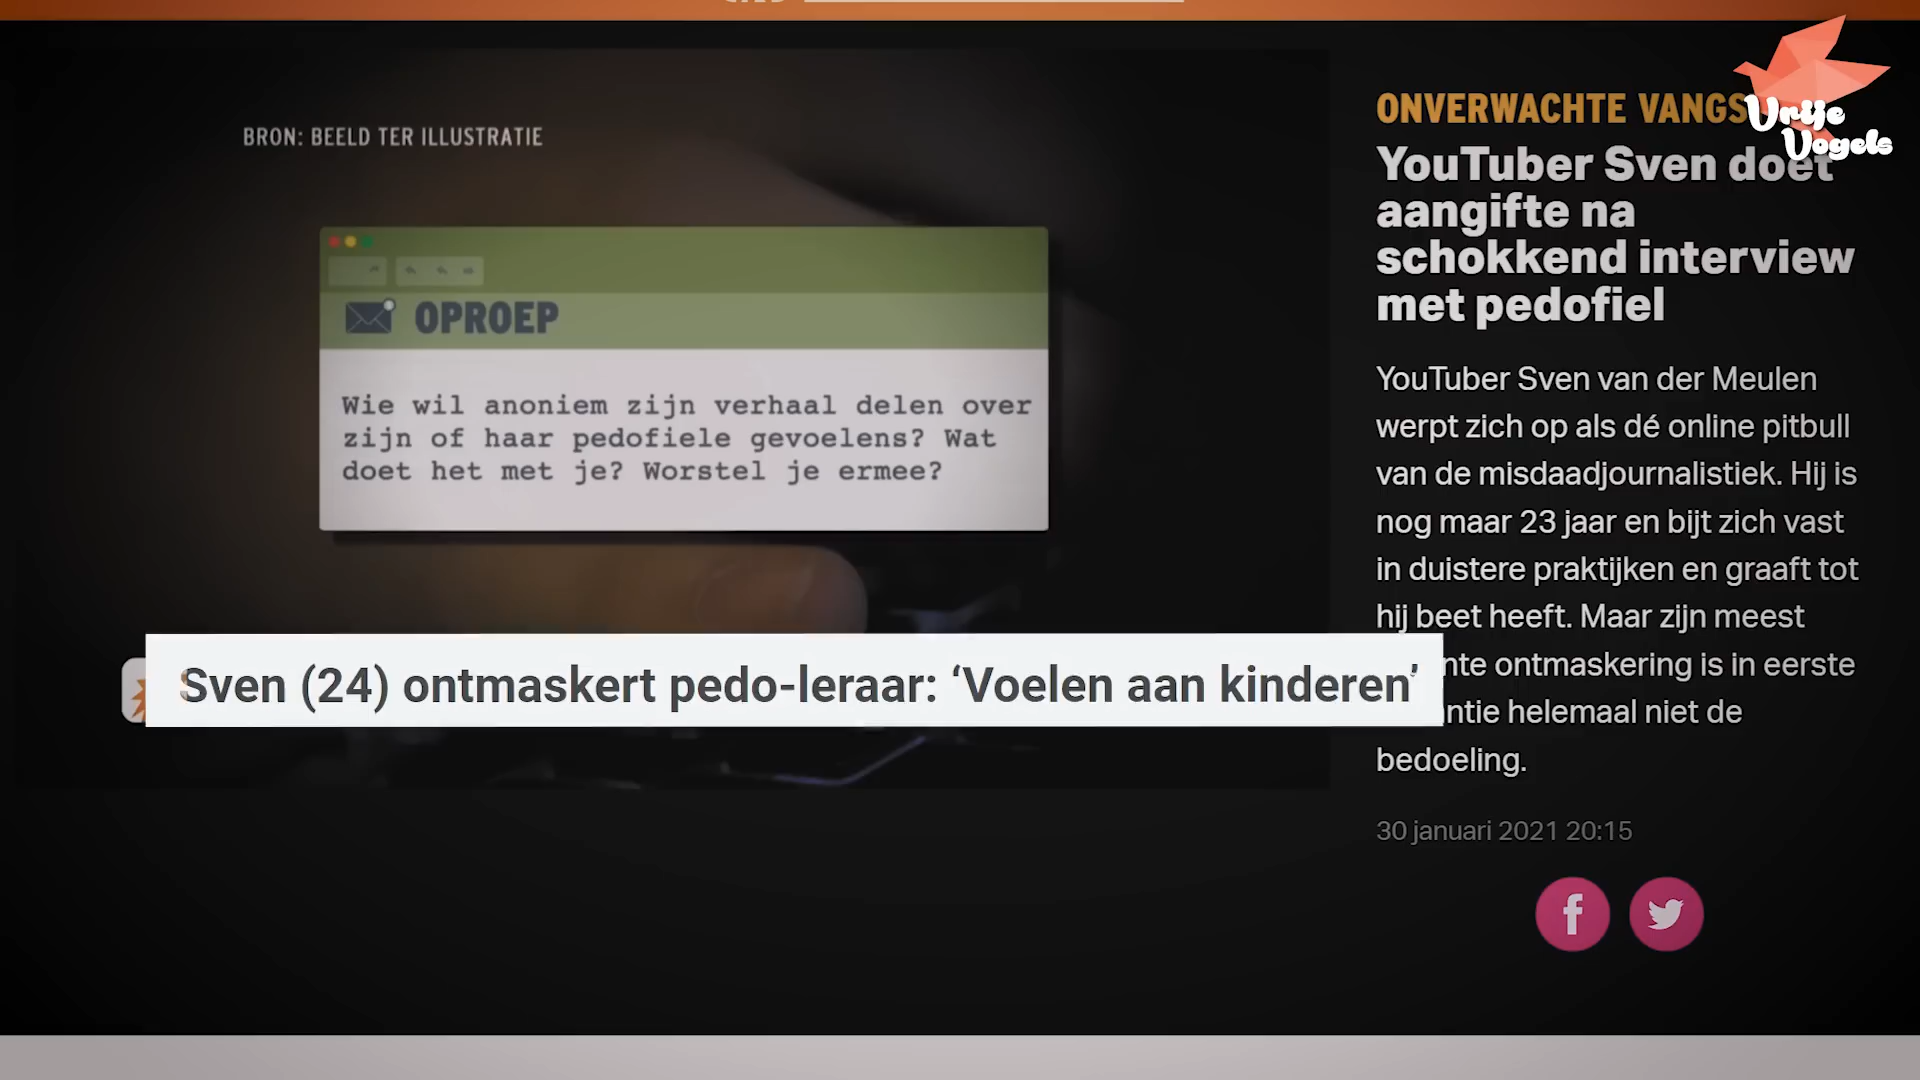 BRON: BEELD TER ILLUSTRATIE
OPROEP
Wie wil anoniem zijn verhaal delen over
zijn of haar pedofiele gevoelens? Wat
doet het met je? Worstel je ermee?
Sven (24) ontmaskert pedo-leraar: ‘Voelen aan kinderen’
Vrije
Vogels
ONVERWACHTE VANGS
YouTuber Sven doet
aangifte na
schokkend interview
met pedofiel
YouTuber Sven van der Meulen
werpt zich op als dé online pitbull
van de misdaadjournalistiek. Hij is
nog maar 23 jaar en bijt zich vast
in duistere praktijken en graaft tot
hij beet heeft. Maar zijn meest
ontmaskering is in eerste
helemaal niet de
bedoeling.
30 januari 2021 20:15